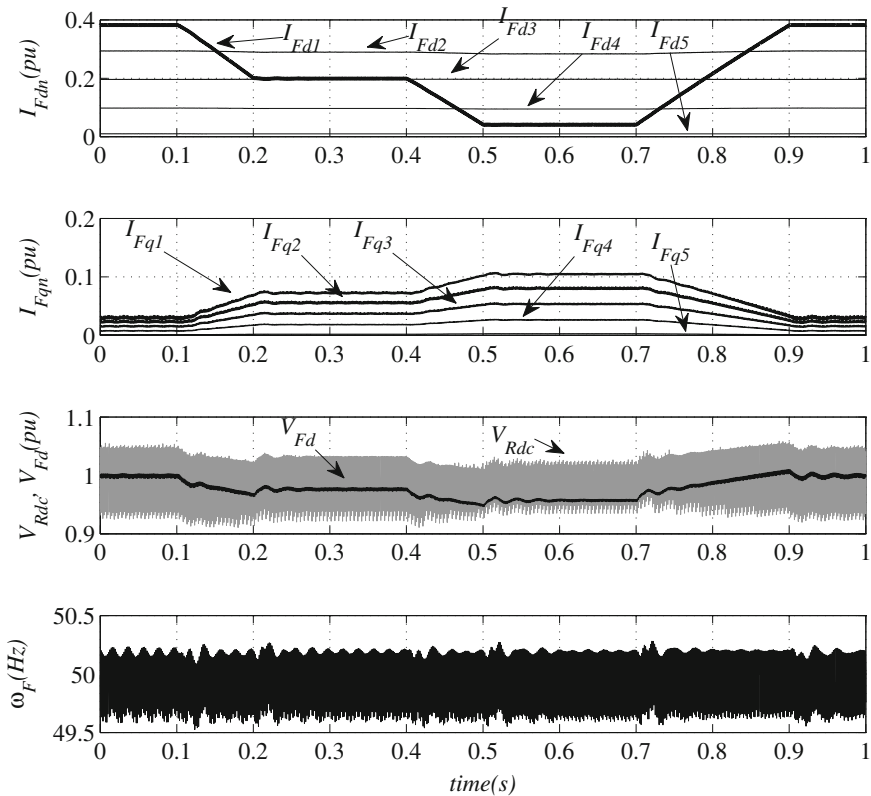 I_Fdn(pu)
0.4
0.2
0
I_Fd1
I_Fd2
I_Fd3
I_Fd4
I_Fd5
0 0.1 0.2 0.3 0.4 0.5 0.6 0.7 0.8 0.9 1
I_Fqn(pu)
0.2
0.1
0
I_Fq1
I_Fq2
I_Fq3
I_Fq4
I_Fq5
0 0.1 0.2 0.3 0.4 0.5 0.6 0.7 0.8 0.9 1
V_Rdc, V_Fd(pu)
1.1
1
0.9
V_Fd
V_Rdc
0 0.1 0.2 0.3 0.4 0.5 0.6 0.7 0.8 0.9 1
ω_F(Hz)
50.5
50
49.5
0 0.1 0.2 0.3 0.4 0.5 0.6 0.7 0.8 0.9 1
time(s)